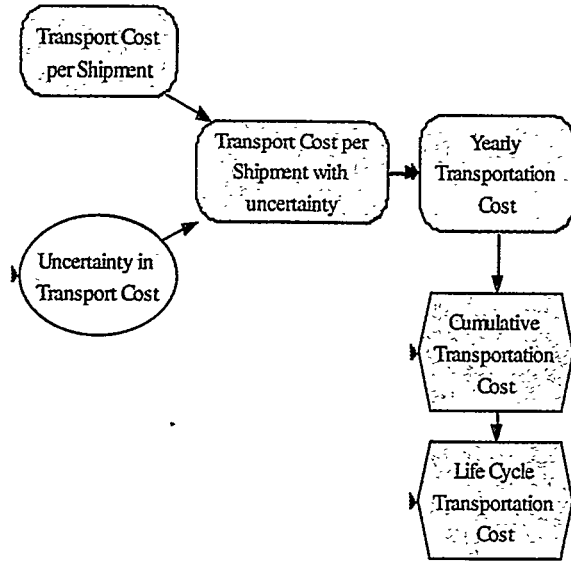 Transport Cost
per Shipment
Transport Cost per
Shipment with
uncertainty
Yearly
Transportation
Cost
Uncertainty in
Transport Cost
Cumulative
Transportation
Cost
Life Cycle
Transportation
Cost